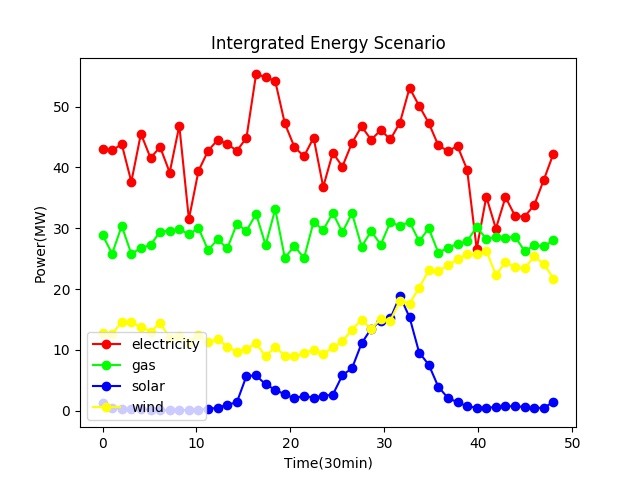 Intergrated Energy Scenario
Power(MW)
50
40
30
20
10
0
electricity
gas
solar
wind
0 10 20 30 40 50
Time(30min)